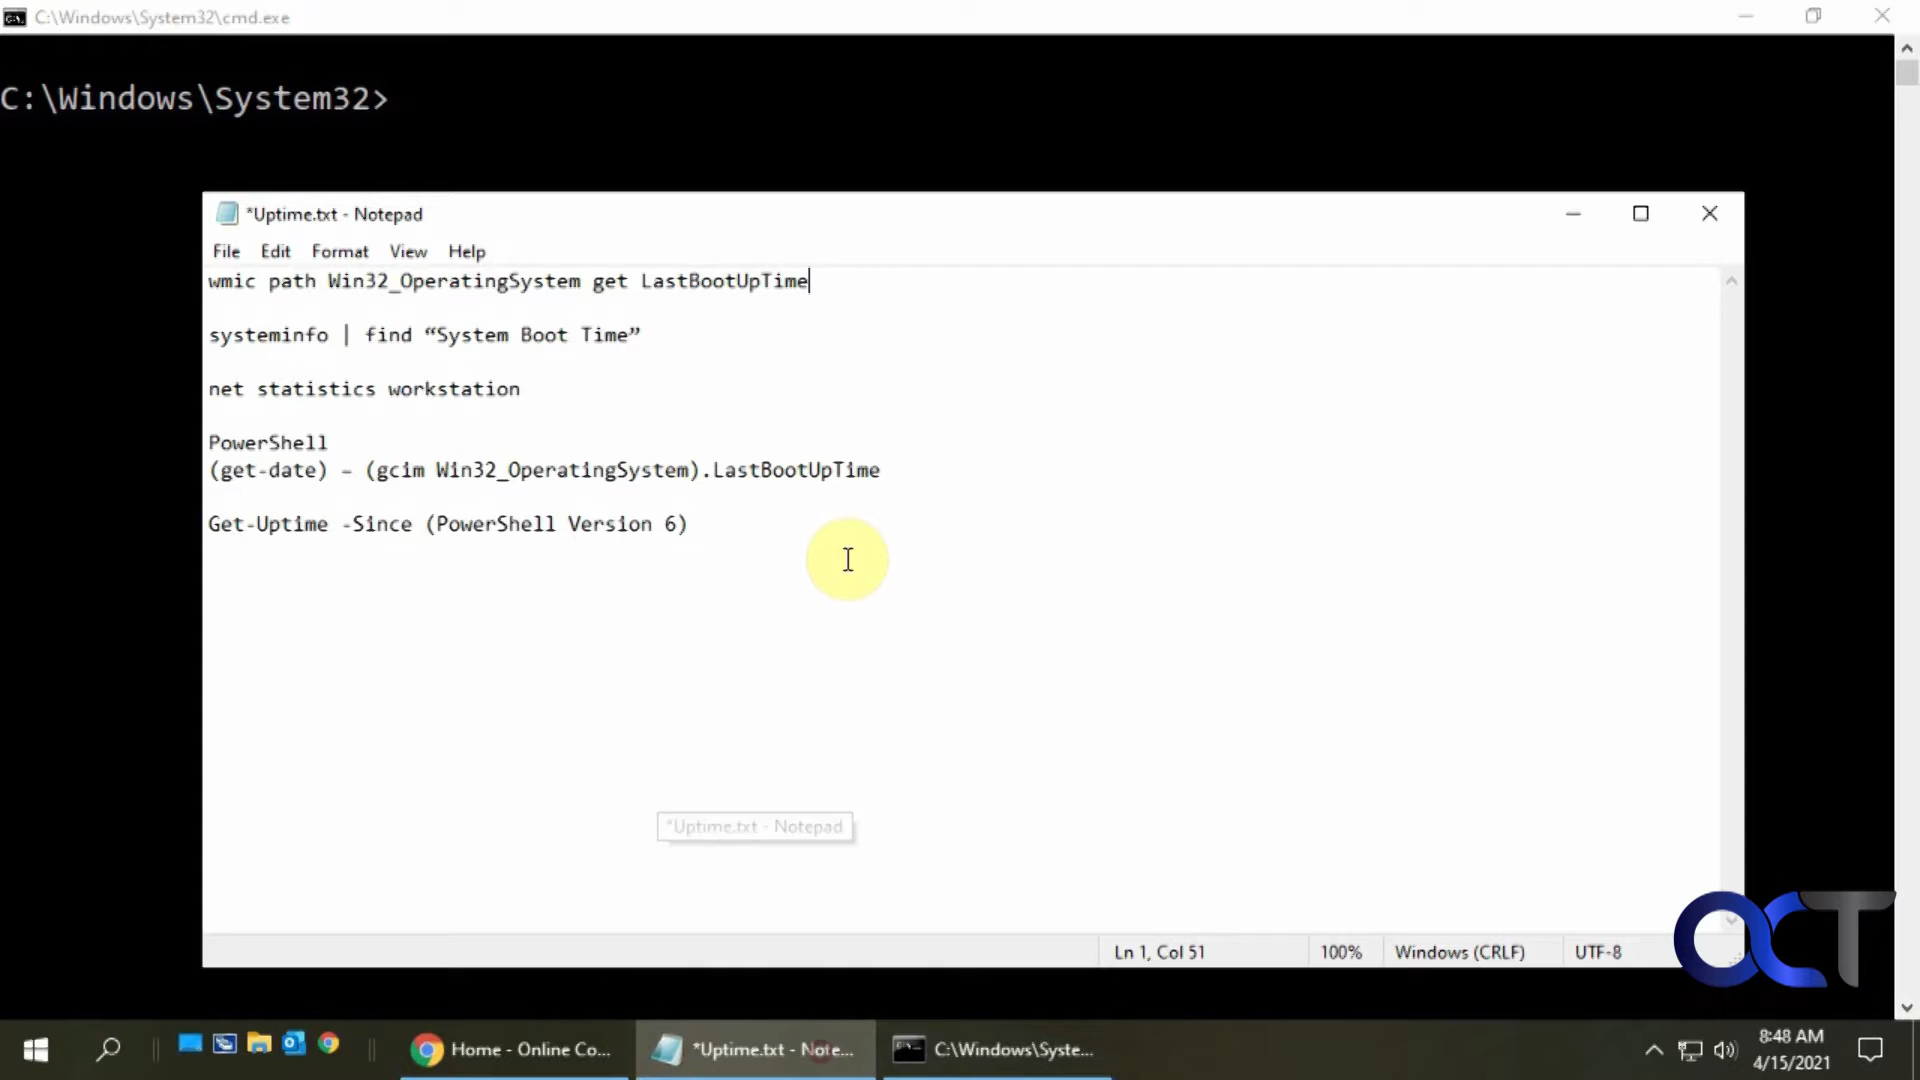 C:\Windows\System32\cmd.exe
C:\Windows\System32>
*Uptime.txt - Notepad
File Edit Format View Help
wmic path Win32_OperatingSystem get LastBootUpTime
systeminfo | find “System Boot Time”
net statistics workstation
PowerShell
(get-date) – (gcim Win32_OperatingSystem).LastBootUpTime
Get-Uptime -Since (PowerShell Version 6)
*Uptime.txt - Notepad
Ln 1, Col 51 100% Windows (CRLF) UTF-8
OCT
Home - Online Co... *Uptime.txt - Note... C:\Windows\Syste... 8:48 AM
4/15/2021